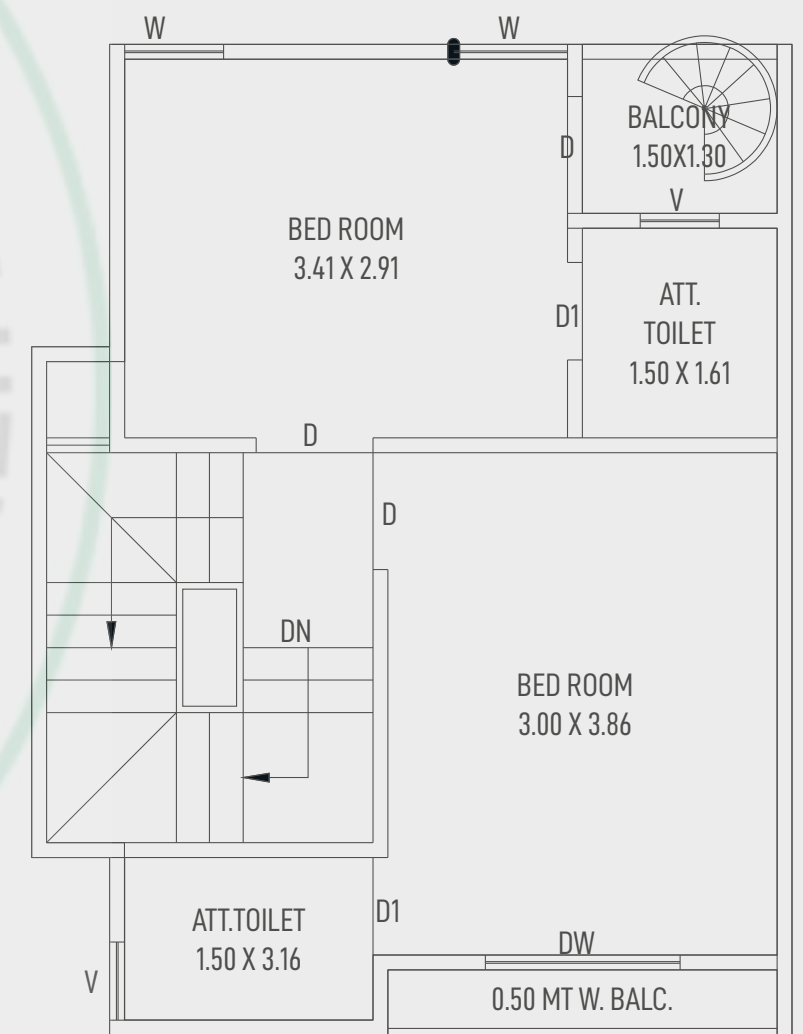 W
W
BALCONY
1.50X1.30
D
V
BED ROOM
3.41 X 2.91
ATT.
TOILET
1.50 X 1.61
D1
D
D
DN
BED ROOM
3.00 X 3.86
ATT.TOILET
1.50 X 3.16
D1
DW
V
0.50 MT W. BALC.